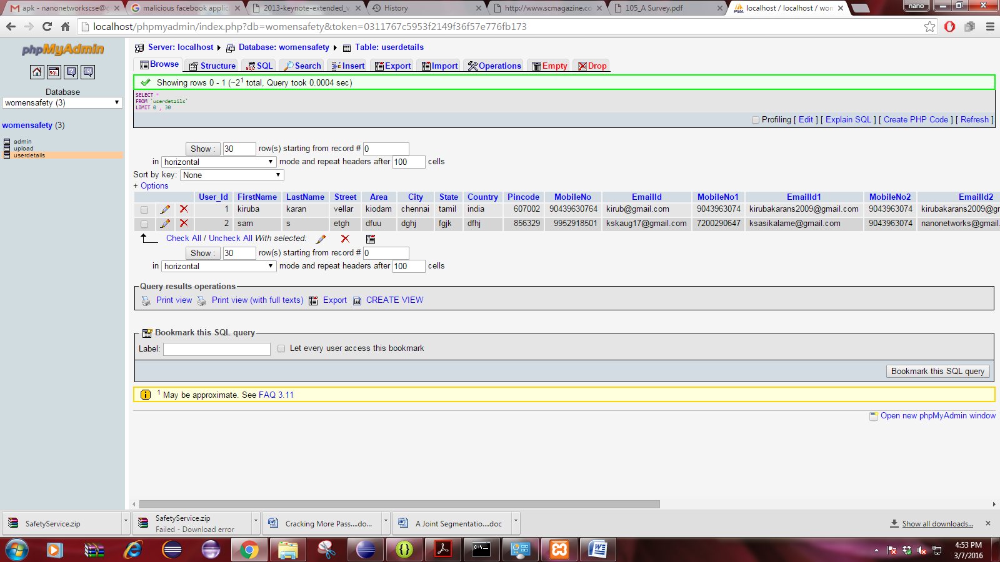 apk - nanonetworkscse@g
malicious facebook applica
2013-keynote-extended_v
History
http://www.scmagazine.co
105_A Survey.pdf
localhost / localhost / wom
nano
localhost/phpmyadmin/index.php?db=womensafety&token=0311767c5953f2149f36f57e776fb173
phpMyAdmin
Database
womensafety (3)
womensafety (3)
admin
upload
userdetails
Server: localhost Database: womensafety Table: userdetails
Browse Structure SQL Search Insert Export Import Operations Empty Drop
Showing rows 0 - 1 (~2¹ total, Query took 0.0004 sec)
SELECT *
FROM `userdetails`
LIMIT 0 , 30
Profiling [ Edit ] [ Explain SQL ] [ Create PHP Code ] [ Refresh ]
Show : 30 row(s) starting from record # 0
in horizontal mode and repeat headers after 100 cells
Sort by key: None
+ Options
User_Id FirstName LastName Street Area City State Country Pincode MobileNo EmailId MobileNo1 EmailId1 MobileNo2 EmailId2
1 kiruba karan vellar kiodam chennai tamil india 607002 90439630764 kirub@gmail.com 9043963074 kirubakarans2009@gmail.com 9043963074 kirubakarans2009@gr
2 sam s etgh dfuu dghj fgjk dfhj 856329 9952918501 kskaug17@gmail.com 7200290647 ksasikalame@gmail.com 9043963074 nanonetworks@gmail.
Check All / Uncheck All With selected:
Show : 30 row(s) starting from record # 0
in horizontal mode and repeat headers after 100 cells
Query results operations
Print view Print view (with full texts) Export CREATE VIEW
Bookmark this SQL query
Label: Let every user access this bookmark
Bookmark this SQL query
¹ May be approximate. See FAQ 3.11
Open new phpMyAdmin window
SafetyService.zip
SafetyService.zip
Failed - Download error
Cracking More Pass....do...
A Joint Segmentatio....doc
Show all downloads...
4:53 PM
3/7/2016